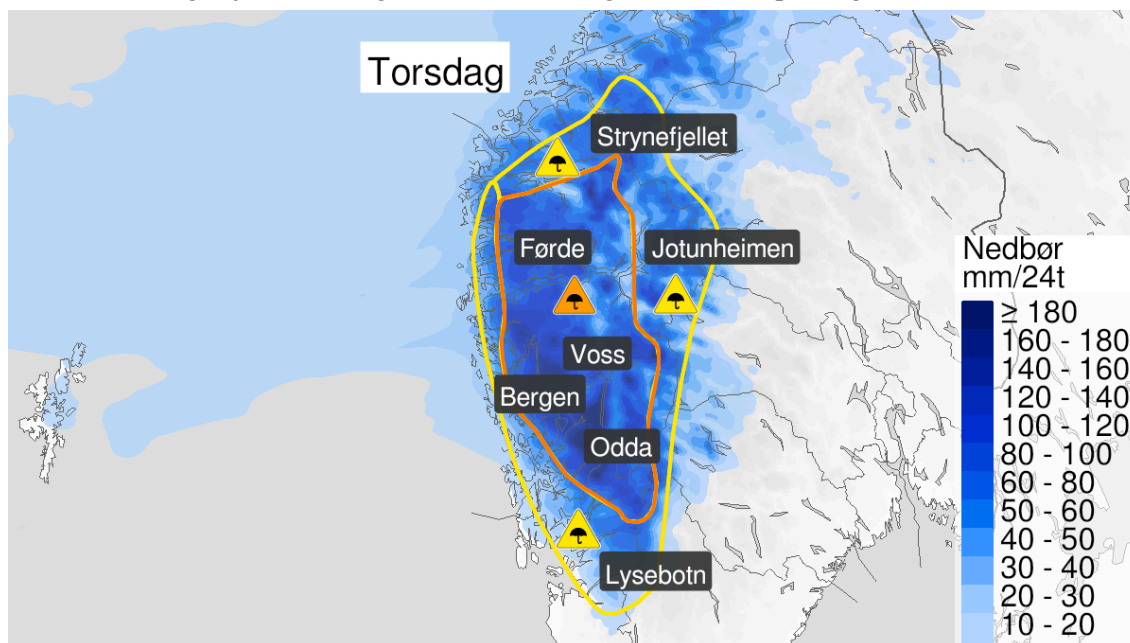 Torsdag
Strynefjellet
Førde
Jotunheimen
Voss
Bergen
Odda
Lysebotn
Nedbør
mm/24t
≥ 180
160 - 180
140 - 160
120 - 140
100 - 120
80 - 100
60 - 80
50 - 60
40 - 50
30 - 40
20 - 30
10 - 20